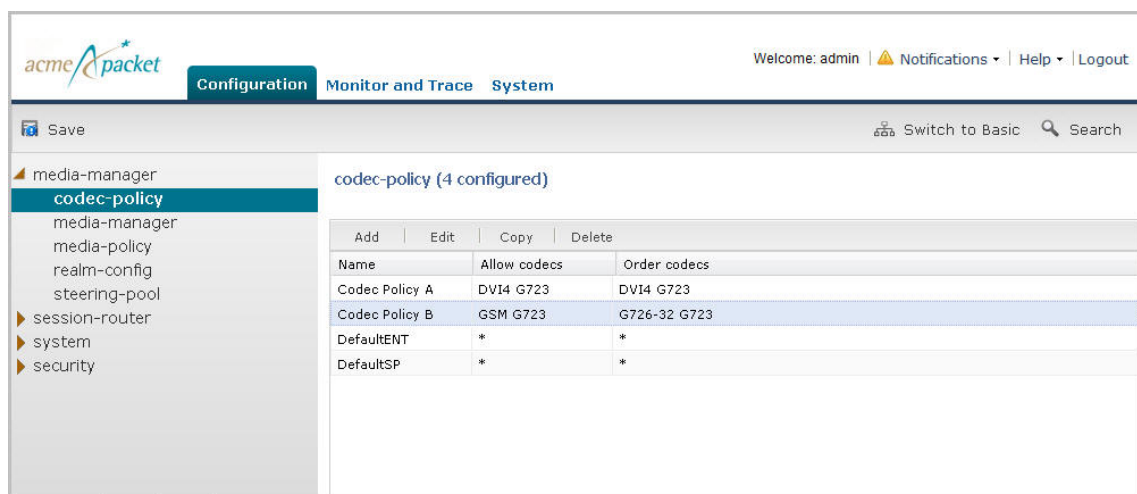 acme packet
Welcome: admin | Notifications | Help | Logout
Configuration Monitor and Trace System
Save Switch to Basic Search
media-manager
codec-policy
media-manager
media-policy
realm-config
steering-pool
session-router
system
security
codec-policy (4 configured)
Add | Edit | Copy | Delete
Name Allow codecs Order codecs
Codec Policy A DVI4 G723 DVI4 G723
Codec Policy B GSM G723 G726-32 G723
DefaultENT * *
DefaultSP * *